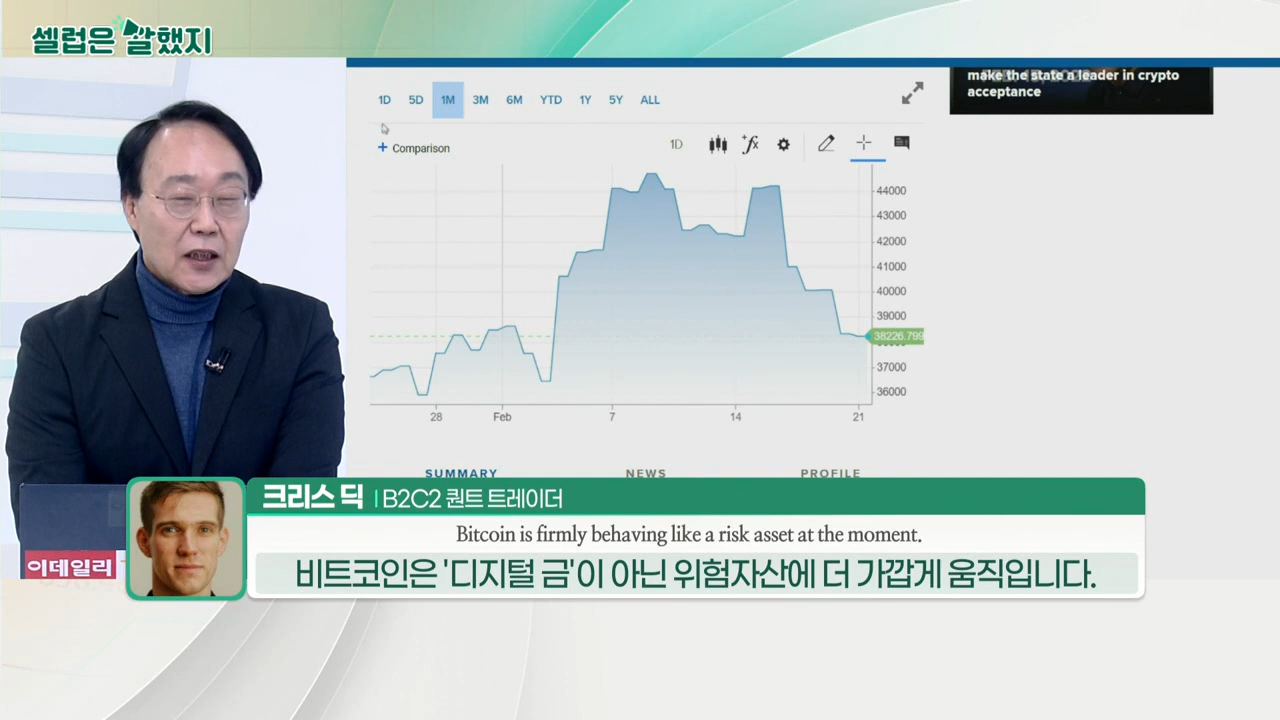 셀럽은 말했지
make the state a leader in crypto
acceptance
1D 5D 1M 3M 6M YTD 1Y 5Y ALL
+ Comparison
1D
44000
43000
42000
41000
40000
39000
38226.799
37000
36000
28 Feb 7 14 21
SUMMARY NEWS PROFILE
크리스 딕 | B2C2 퀀트 트레이더
Bitcoin is firmly behaving like a risk asset at the moment.
비트코인은 '디지털 금'이 아닌 위험자산에 더 가깝게 움직입니다.
이데일리